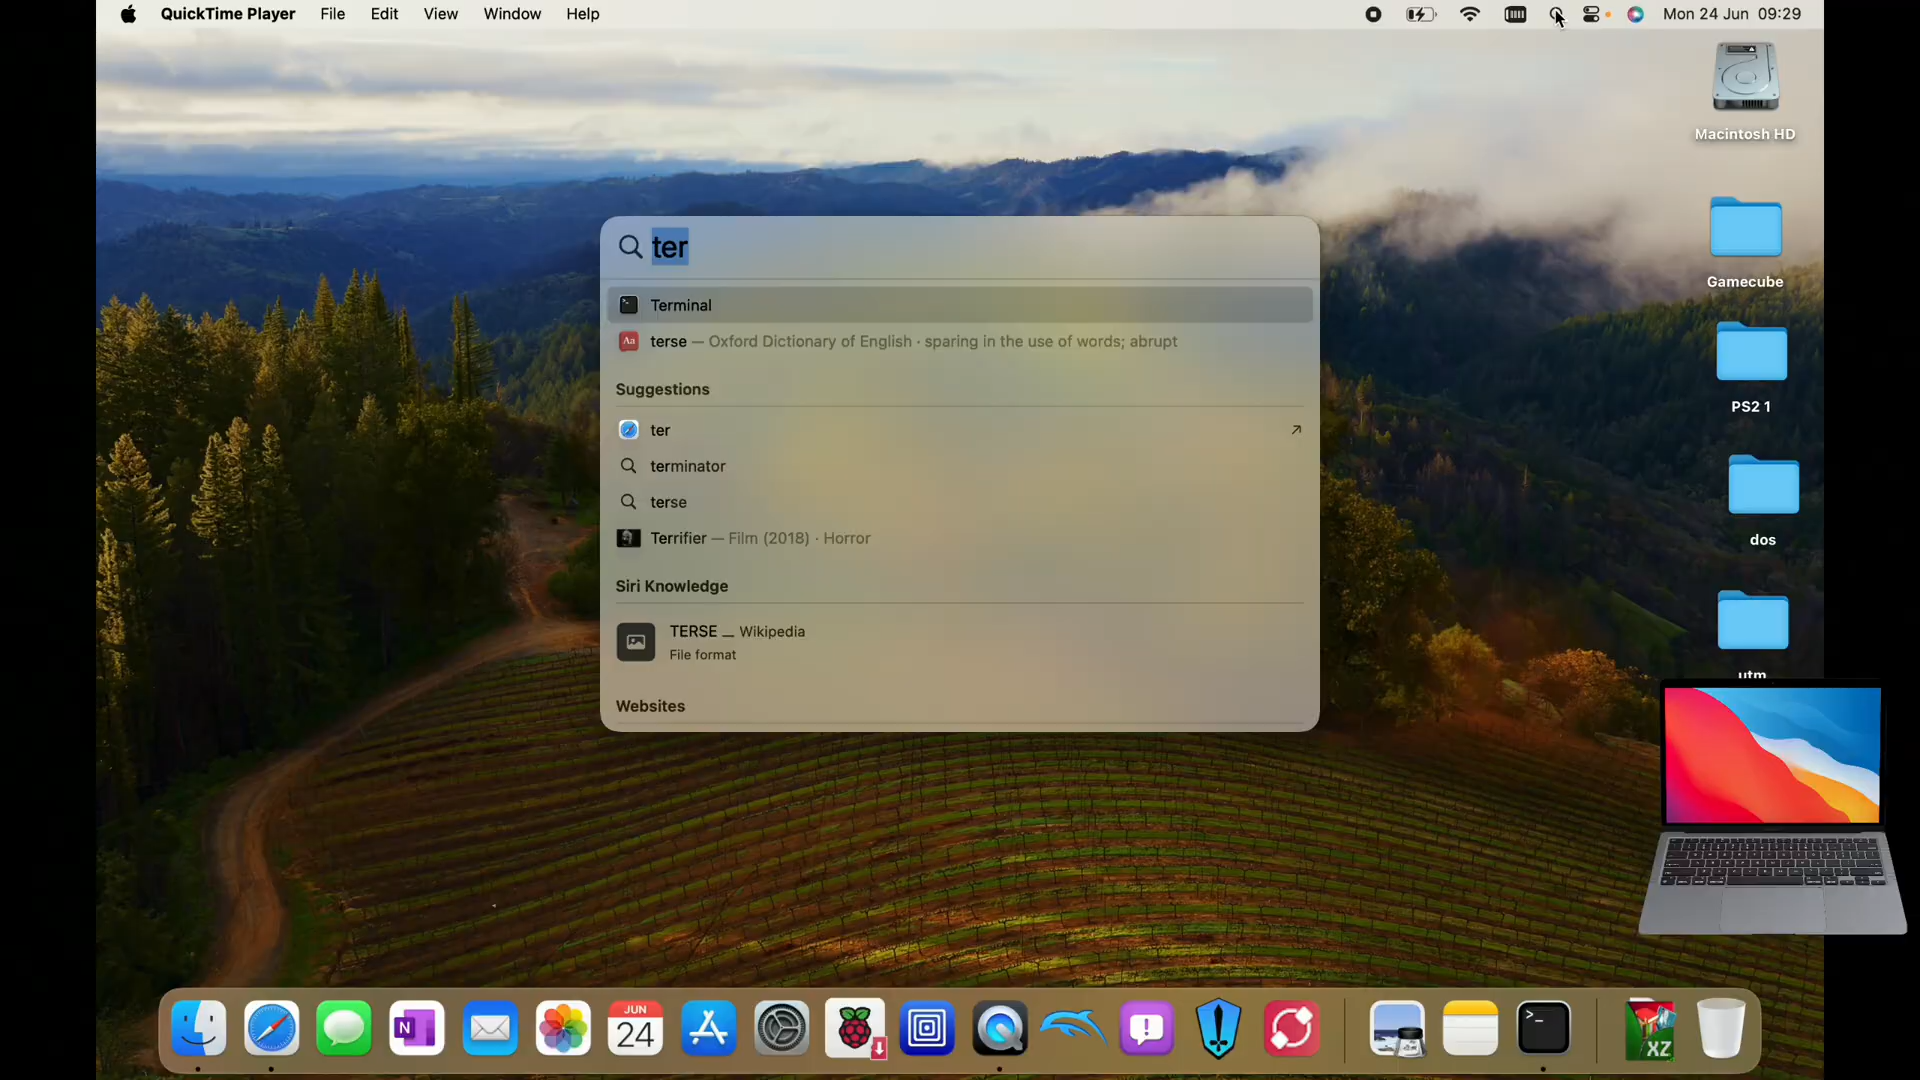 QuickTime Player File Edit View Window Help Mon 24 Jun 09:29
Macintosh HD
Gamecube
PS2 1
dos
utm
ter
Terminal
terse — Oxford Dictionary of English · sparing in the use of words; abrupt
Suggestions
ter
terminator
terse
Terrifier — Film (2018) · Horror
Siri Knowledge
TERSE — Wikipedia
File format
Websites
N
JUN
24
>_
XZ